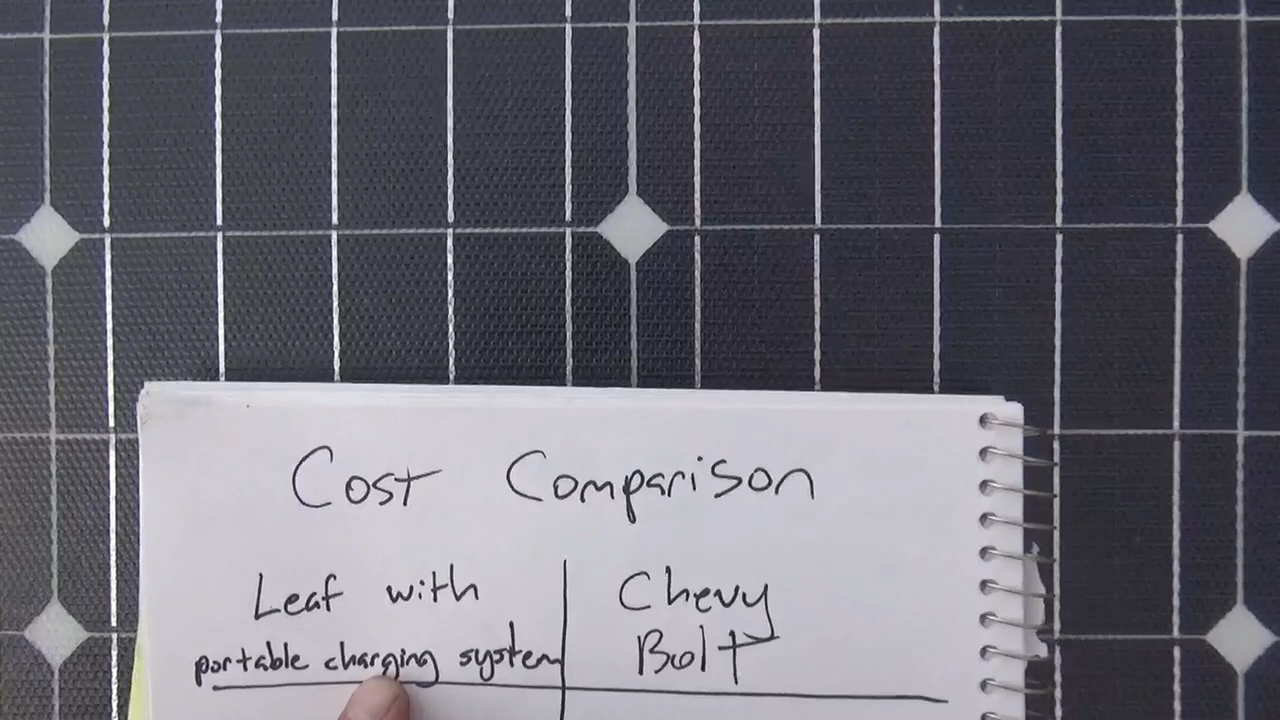 Cost Comparison
Leaf with
portable charging system
Chevy
Bolt